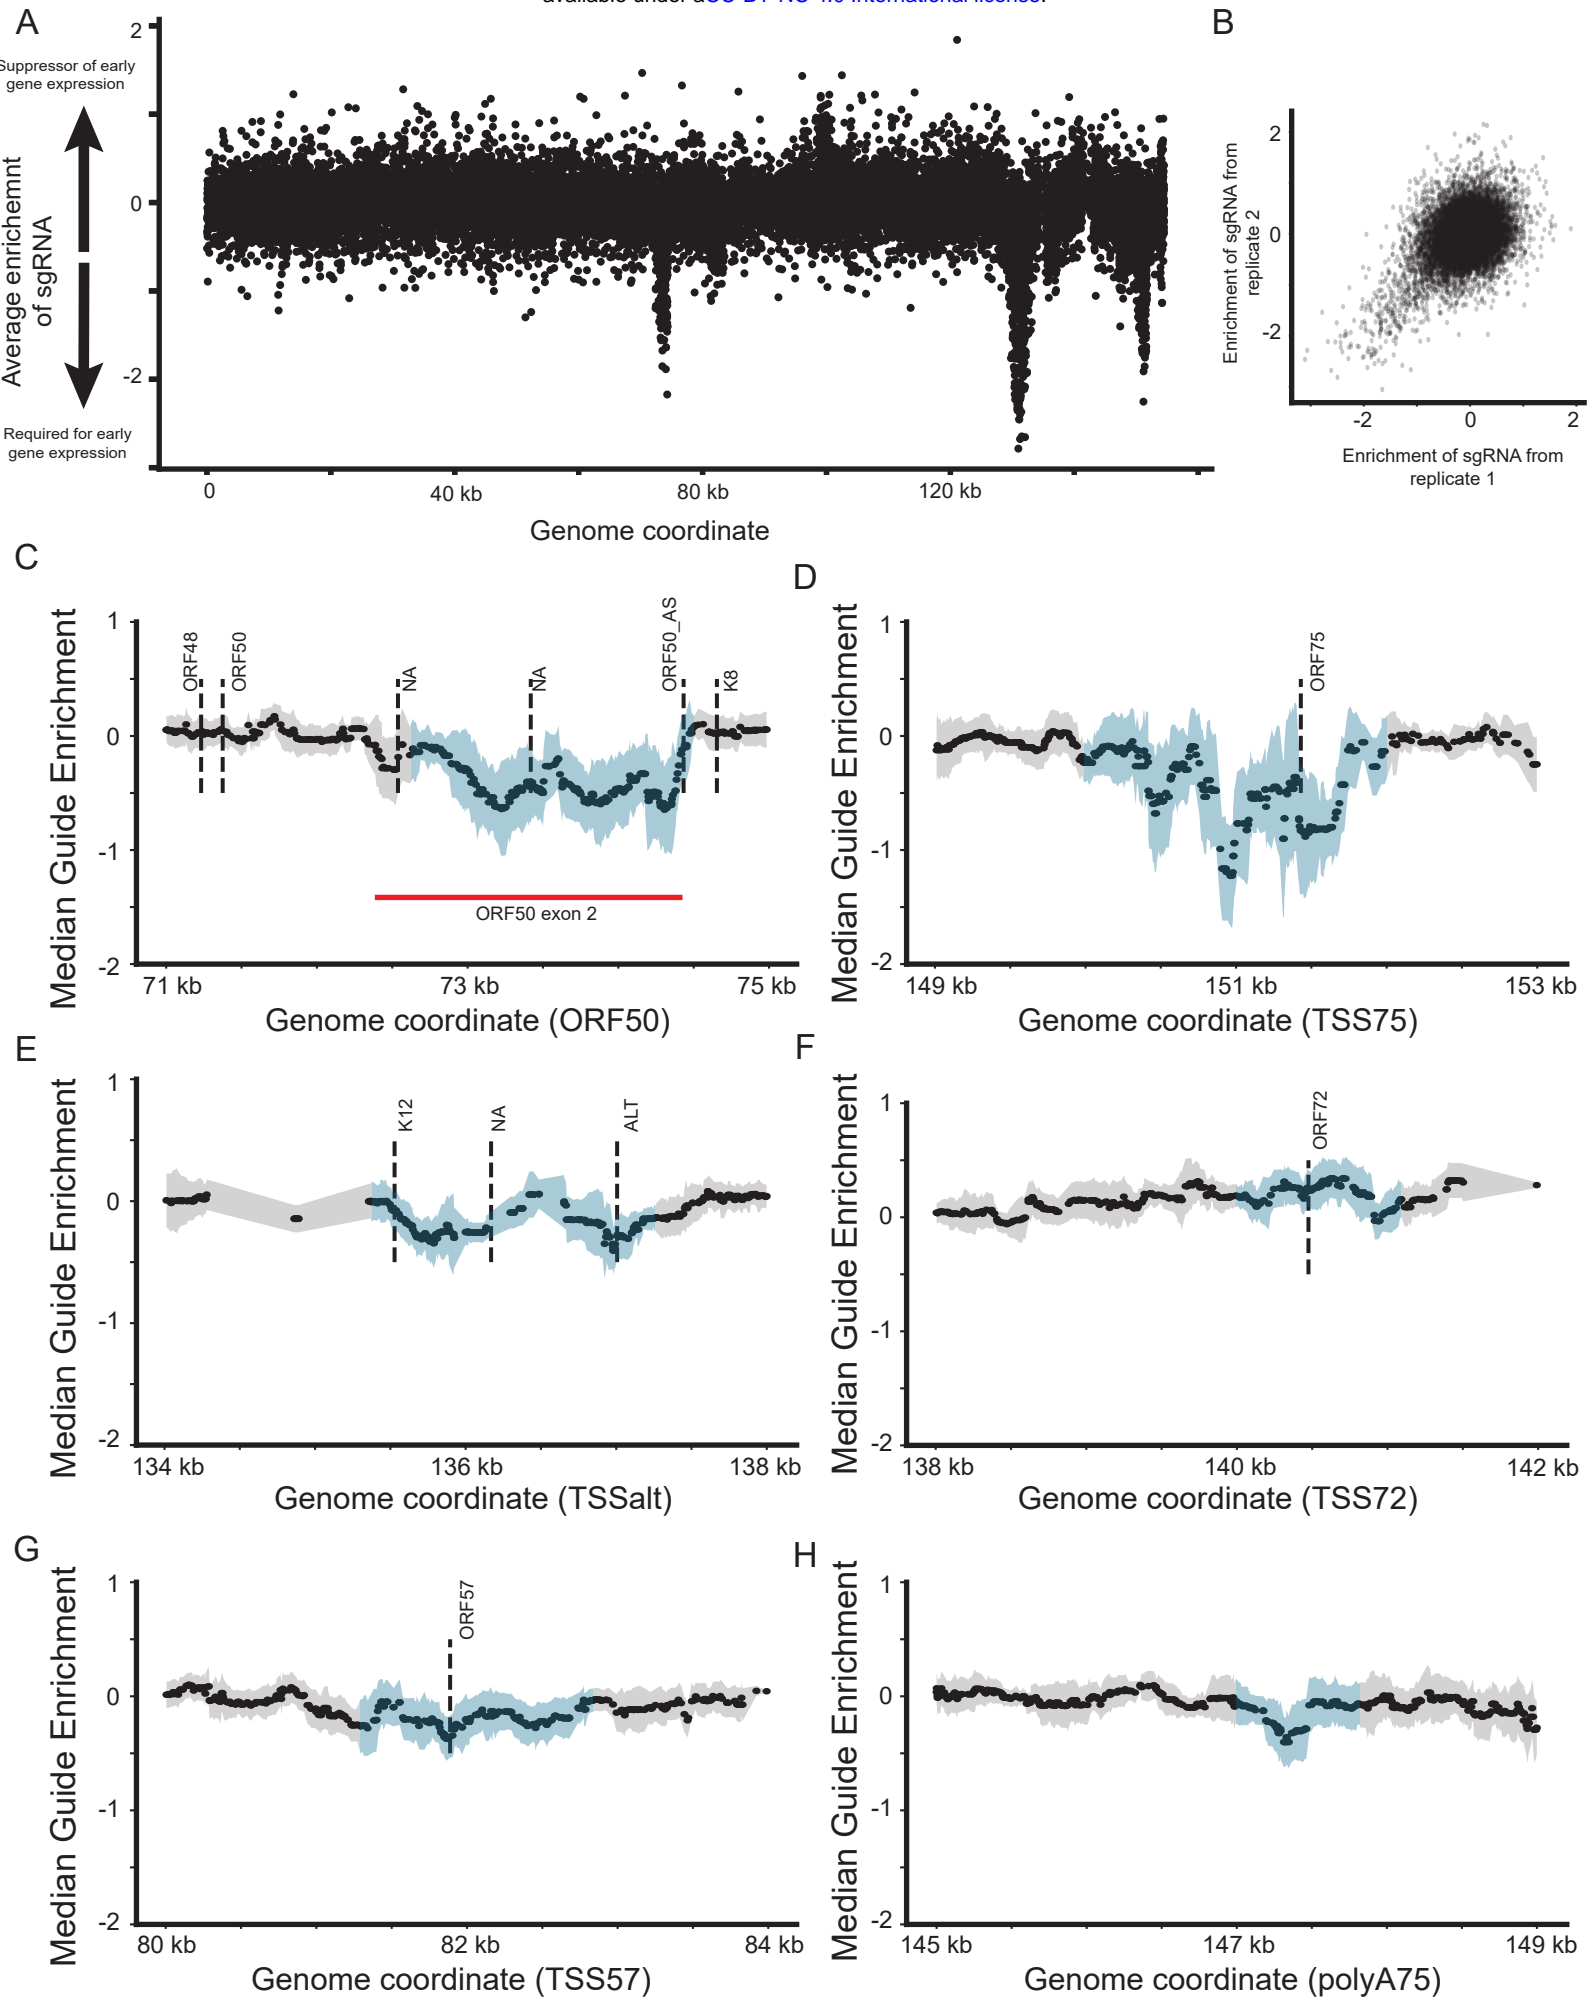 A
B
2
Suppressor of early
gene expression
0
-2
Average enrichemnt
of sgRNA
Required for early
gene expression
0
40 kb
80 kb
120 kb
Genome coordinate
2
0
-2
Enrichment of sgRNA from
replicate 2
-2
0
2
Enrichment of sgRNA from
replicate 1
C
Median Guide Enrichment
1
0
-1
-2
ORF48
ORF50
NA
NA
ORF50_AS
K8
ORF50 exon 2
71 kb
73 kb
75 kb
Genome coordinate (ORF50)
D
Median Guide Enrichment
1
0
-1
-2
ORF75
149 kb
151 kb
153 kb
Genome coordinate (TSS75)
E
Median Guide Enrichment
1
0
-1
-2
K12
NA
ALT
134 kb
136 kb
138 kb
Genome coordinate (TSSalt)
F
Median Guide Enrichment
1
0
-1
-2
ORF72
138 kb
140 kb
142 kb
Genome coordinate (TSS72)
G
Median Guide Enrichment
1
0
-1
-2
ORF57
80 kb
82 kb
84 kb
Genome coordinate (TSS57)
H
Median Guide Enrichment
1
0
-1
-2
145 kb
147 kb
149 kb
Genome coordinate (polyA75)